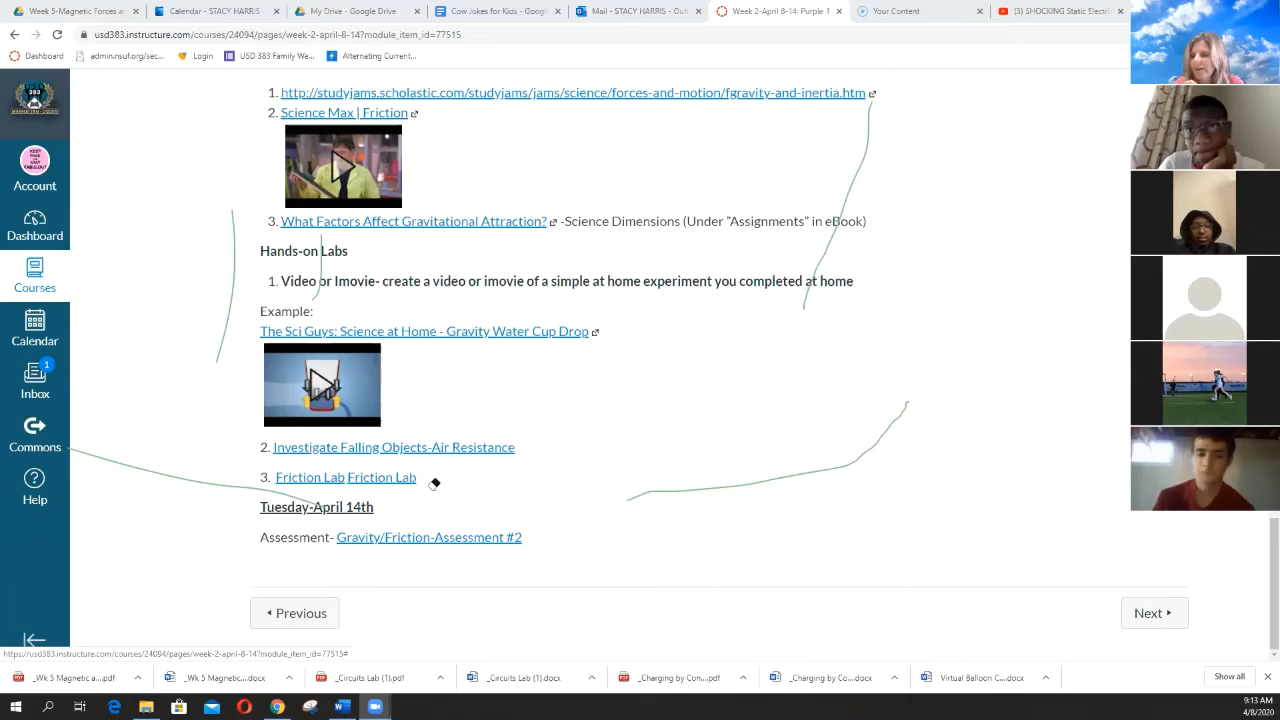 Week 5-Magnetic Forces a
Calendar - STACY HARRIS -
My Drive - Google Drive
Cow Jokes for Kids - Goog
Mail - STACY HARRIS - Out
Week 2-April 8-14: Purple T
Your Content
(3) SHOCKING Static Electri
usd383.instructure.com/courses/24094/pages/week-2-april-8-14?module_item_id=77515
Dashboard
admin.nsuf.org/sec...
Login
USD 383 Family We...
Alternating Current...
Account
Dashboard
Courses
Calendar
1
Inbox
Commons
Help
1. http://studyjams.scholastic.com/studyjams/jams/science/forces-and-motion/fgravity-and-inertia.htm
2. Science Max | Friction
3. What Factors Affect Gravitational Attraction? -Science Dimensions (Under "Assignments" in eBook)
Hands-on Labs
1. Video or Imovie- create a video or imovie of a simple at home experiment you completed at home
Example:
The Sci Guys: Science at Home - Gravity Water Cup Drop
2. Investigate Falling Objects-Air Resistance
3. Friction Lab Friction Lab
Tuesday-April 14th
Assessment- Gravity/Friction-Assessment #2
Previous
Next
https://usd383.instructure.com/courses/24094/pages/week-2-april-8-14?module_item_id=77515#
_Wk 5 Magnetic a....pdf
_Wk 5 Magnetic....docx
_Circuits Lab (1).pdf
_Circuits Lab (1).docx
_Charging by Con....pdf
_Charging by Co....docx
Virtual Balloon C....docx
Show all
9:13 AM
4/8/2020